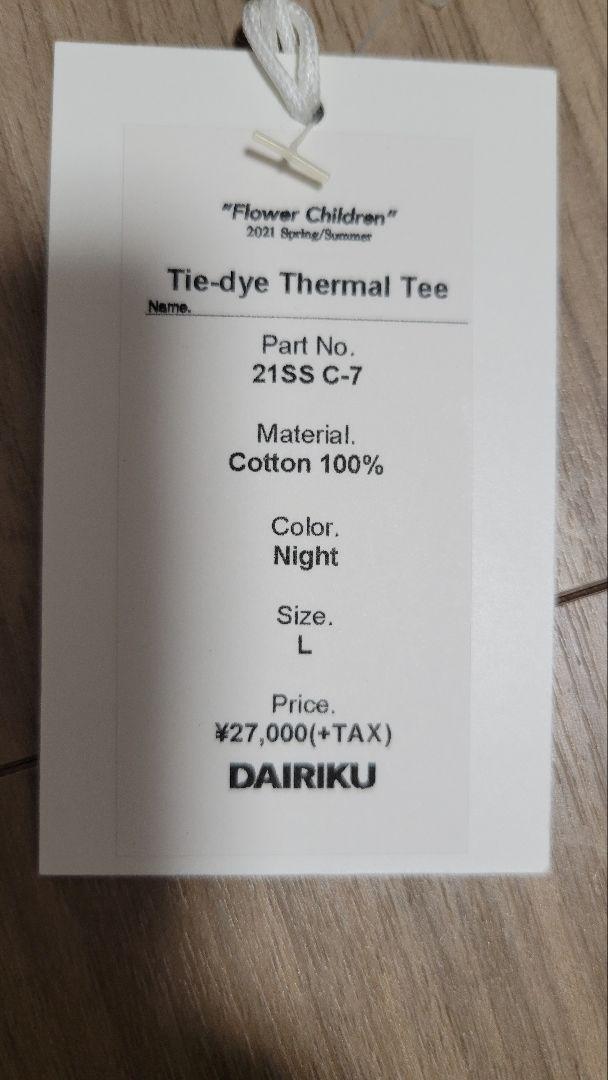 "Flower Children"
2021 Spring/Summer
Tie-dye Thermal Tee
Name.
Part No.
21SS C-7
Material.
Cotton 100%
Color.
Night
Size.
L
Price.
¥27,000(+TAX)
DAIRIKU